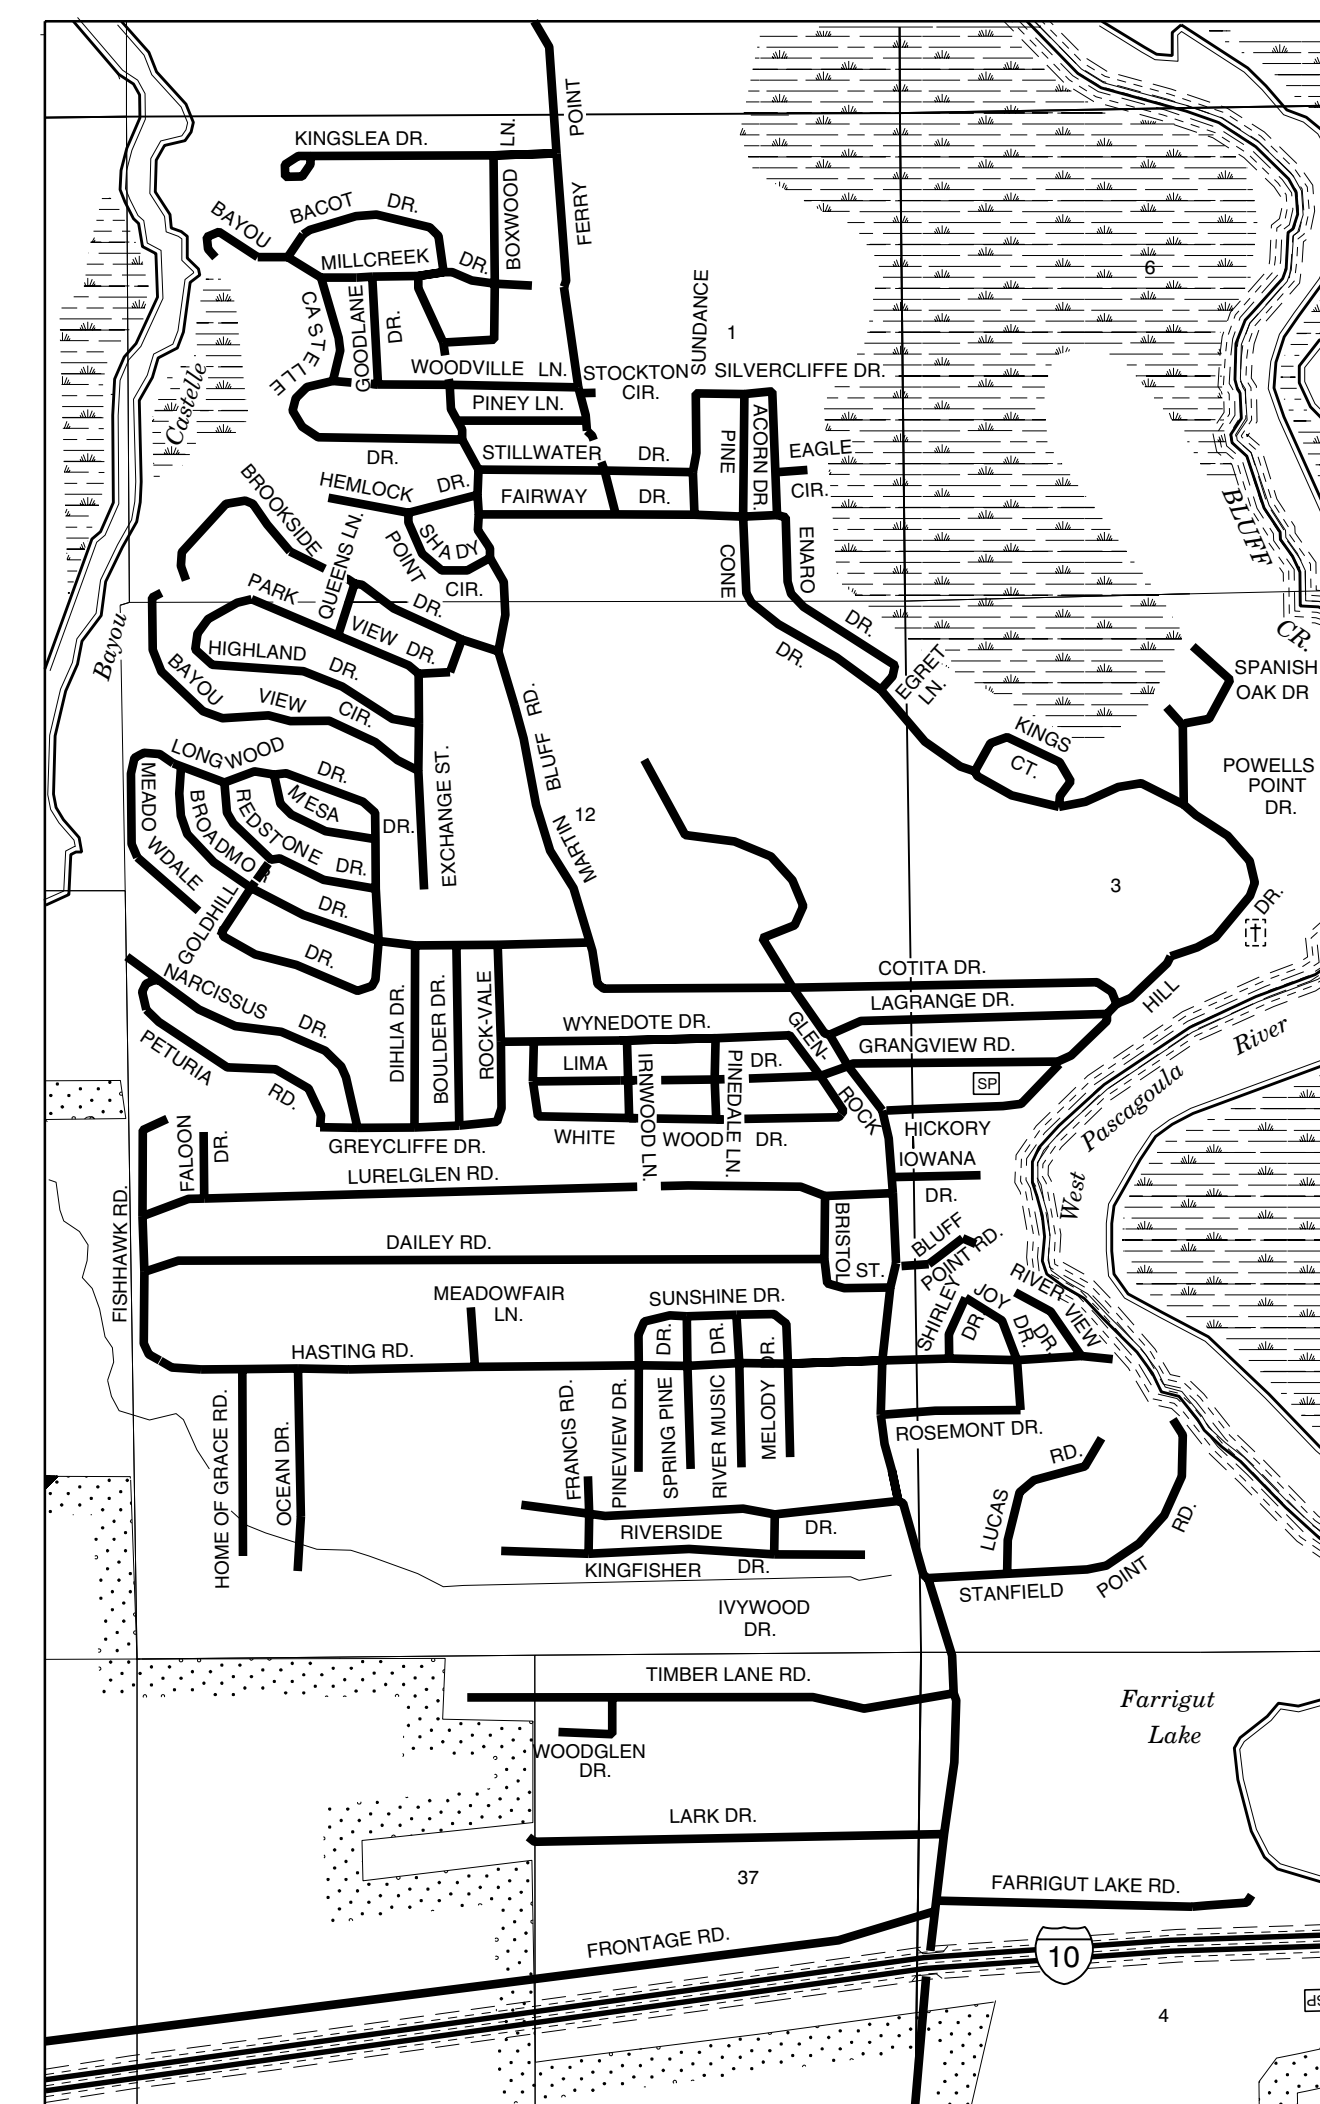 POINT
FERRY
KINGSLEA DR.
LN.
BOXWOOD
BAYOU
BACOT DR.
MILLCREEK DR.
6
CASTELLE
GOODLANE
DR.
SUNDANCE
1
WOODVILLE LN.
STOCKTON
CIR.
SILVERCLIFFE DR.
Castelle
PINEY LN.
PINE
ACORN DR.
EAGLE
CIR.
DR.
STILLWATER DR.
HEMLOCK DR.
FAIRWAY DR.
BROOKSIDE
QUEENS LN.
POINT
SHADY
CIR.
CONE
ENARO
BLUFF
CR.
PARK
DR.
VIEW DR.
DR.
DR.
Bayou
HIGHLAND DR.
BAYOU
VIEW CIR.
EGRET
LN.
SPANISH
OAK DR
KINGS
CT.
POWELLS
POINT
DR.
LONGWOOD
DR.
MEADO
WDALE
BROADMOR
REDSTONE DR.
MESA
DR.
DR.
EXCHANGE ST.
MARTIN BLUFF RD.
12
3
GOLDHILL
DR.
DR.
†
NARCISSUS
DR.
PETURIA
RD.
DIHLIA DR.
BOULDER DR.
ROCK-VALE
COTITA DR.
LAGRANGE DR.
HILL
WYNEDOTE DR.
GLEN-
ROCK
GRANGVIEW RD.
River
LIMA
DR.
IRNWOOD LN.
PINEDALE LN.
SP
Pascagoula
West
FALOON
DR.
GREYCLIFFE DR.
WHITE WOOD DR.
HICKORY
LURELGLEN RD.
IOWANA
DR.
FISHHAWK RD.
DAILEY RD.
BRISTOL
ST.
BLUFF
POINT RD.
MEADOWFAIR
LN.
SUNSHINE DR.
SHIRLEY
DR
JOY
DR.
RIVER VIEW
DR.
HASTING RD.
HOME OF GRACE RD.
OCEAN DR.
FRANCIS RD.
PINEVIEW DR.
SPRING PINE
DR.
RIVER MUSIC
DR.
MELODY
DR.
ROSEMONT DR.
LUCAS
RD.
RIVERSIDE DR.
KINGFISHER DR.
STANFIELD POINT RD.
IVYWOOD
DR.
TIMBER LANE RD.
WOODGLEN
DR.
Farrigut
Lake
LARK DR.
37
FARRIGUT LAKE RD.
FRONTAGE RD.
10
4
SP